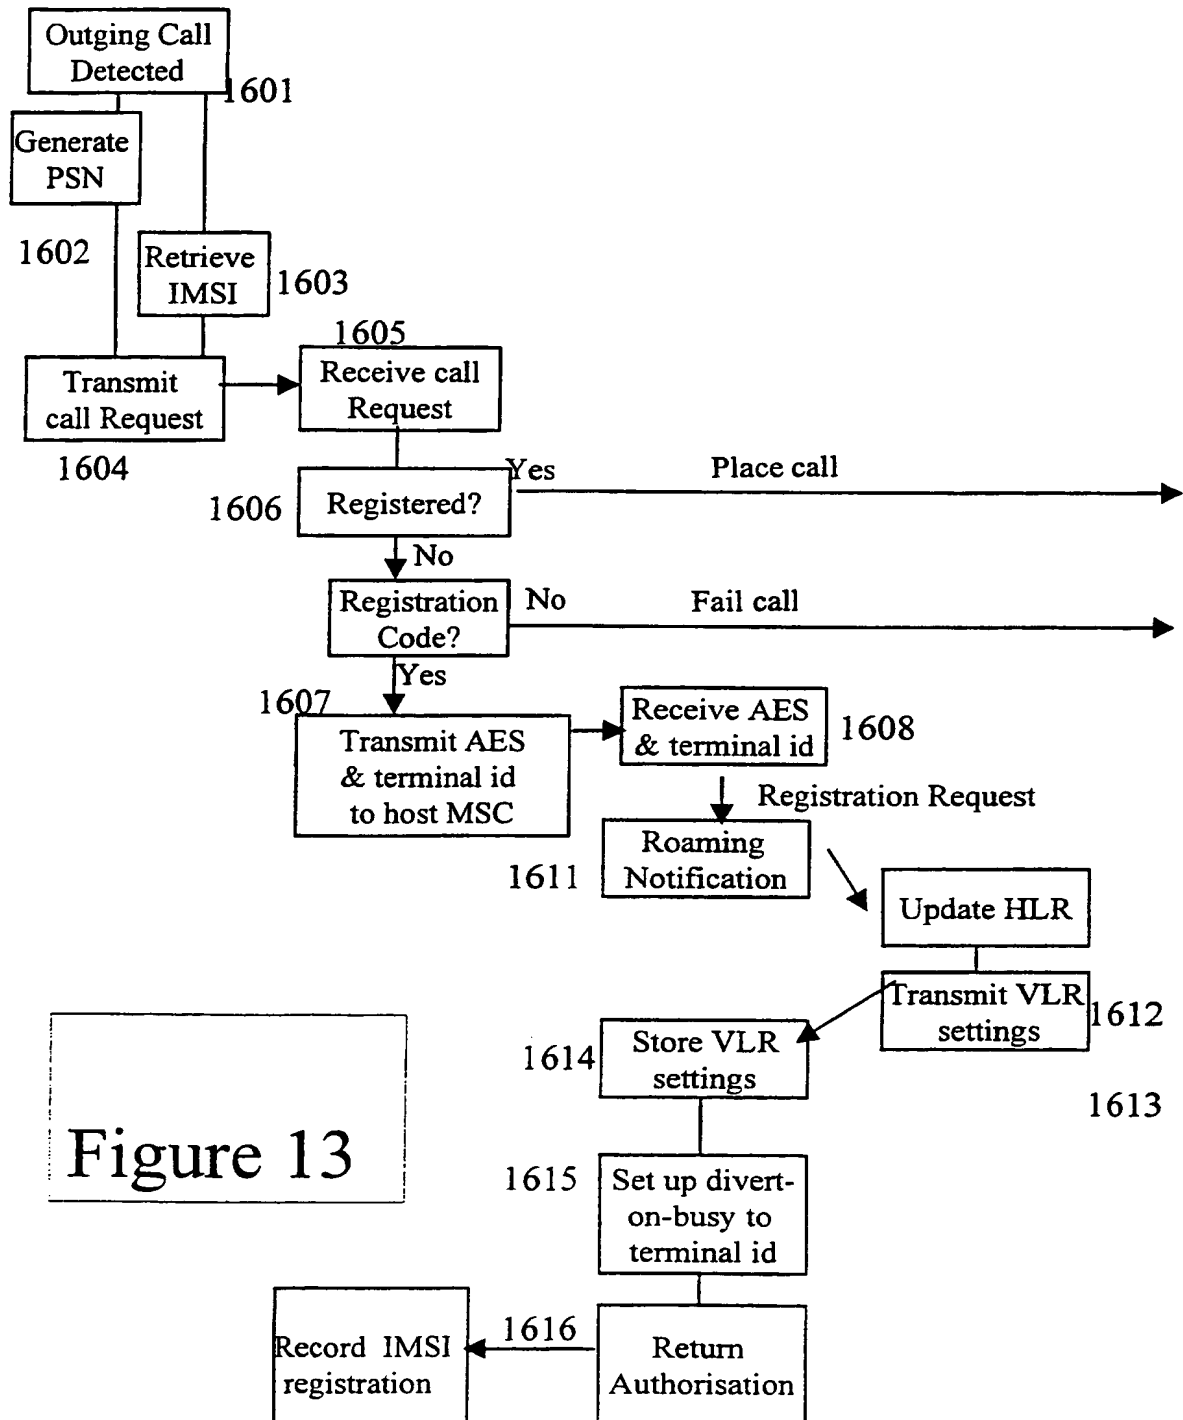 Outging Call
Detected
1601
Generate
PSN
1602
Retrieve
IMSI
1603
1605
Transmit
call Request
1604
Receive call
Request
1606
Registered?
Yes
Place call
No
Registration
Code?
No
Fail call
Yes
1607
Transmit AES
& terminal id
to host MSC
Receive AES
& terminal id
1608
Registration Request
Roaming
Notification
1611
Update HLR
Transmit VLR
settings
1612
1613
1614
Store VLR
settings
Figure 13
1615
Set up divert-
on-busy to
terminal id
1616
Record IMSI
registration
Return
Authorisation